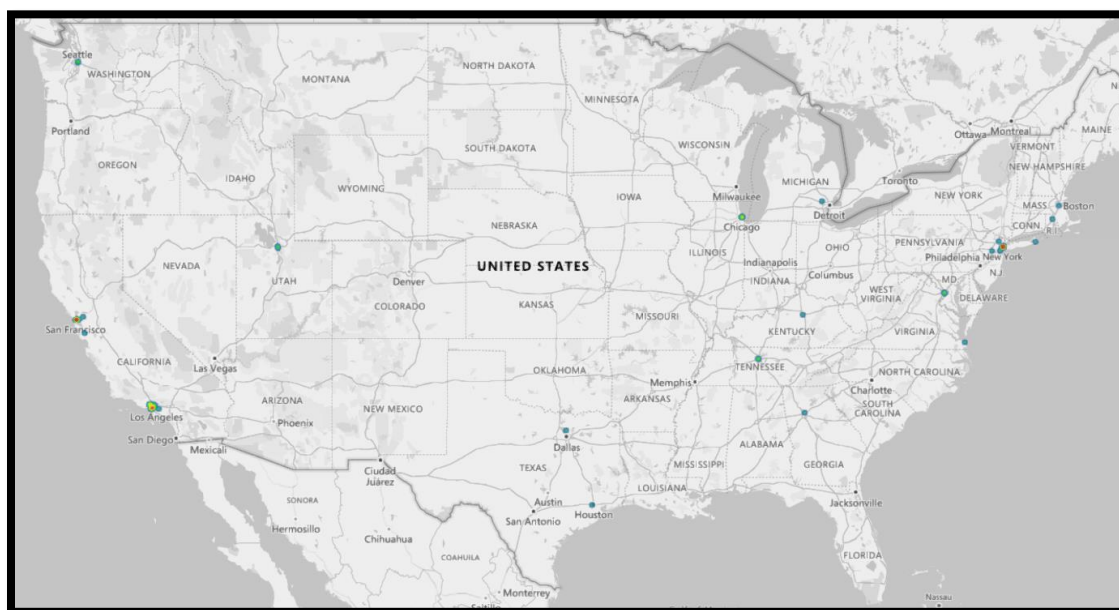 Seattle
WASHINGTON
MONTANA
NORTH DAKOTA
MINNESOTA
Portland
Ottawa
Montreal
MAINE
OREGON
IDAHO
SOUTH DAKOTA
WISCONSIN
VERMONT
NEW HAMPSHIRE
WYOMING
Milwaukee
MICHIGAN
Toronto
NEW YORK
MASS
Boston
IOWA
Detroit
CONN
R.I.
NEBRASKA
Chicago
PENNSYLVANIA
NEVADA
UTAH
UNITED STATES
ILLINOIS
OHIO
Philadelphia
New York
Denver
Indianapolis
Columbus
N.J.
INDIANA
MD
COLORADO
KANSAS
WEST
VIRGINIA
DELAWARE
San Francisco
MISSOURI
KENTUCKY
VIRGINIA
CALIFORNIA
Las Vegas
OKLAHOMA
TENNESSEE
NORTH CAROLINA
Memphis
Charlotte
ARIZONA
NEW MEXICO
ARKANSAS
SOUTH
CAROLINA
Los Angeles
Phoenix
San Diego
Mexicali
Dallas
ALABAMA
MISSISSIPPI
GEORGIA
Ciudad
Juárez
TEXAS
LOUISIANA
SONORA
Austin
Houston
Jacksonville
San Antonio
Hermosillo
Chihuahua
COAHUILA
FLORIDA
Monterrey
Nassau